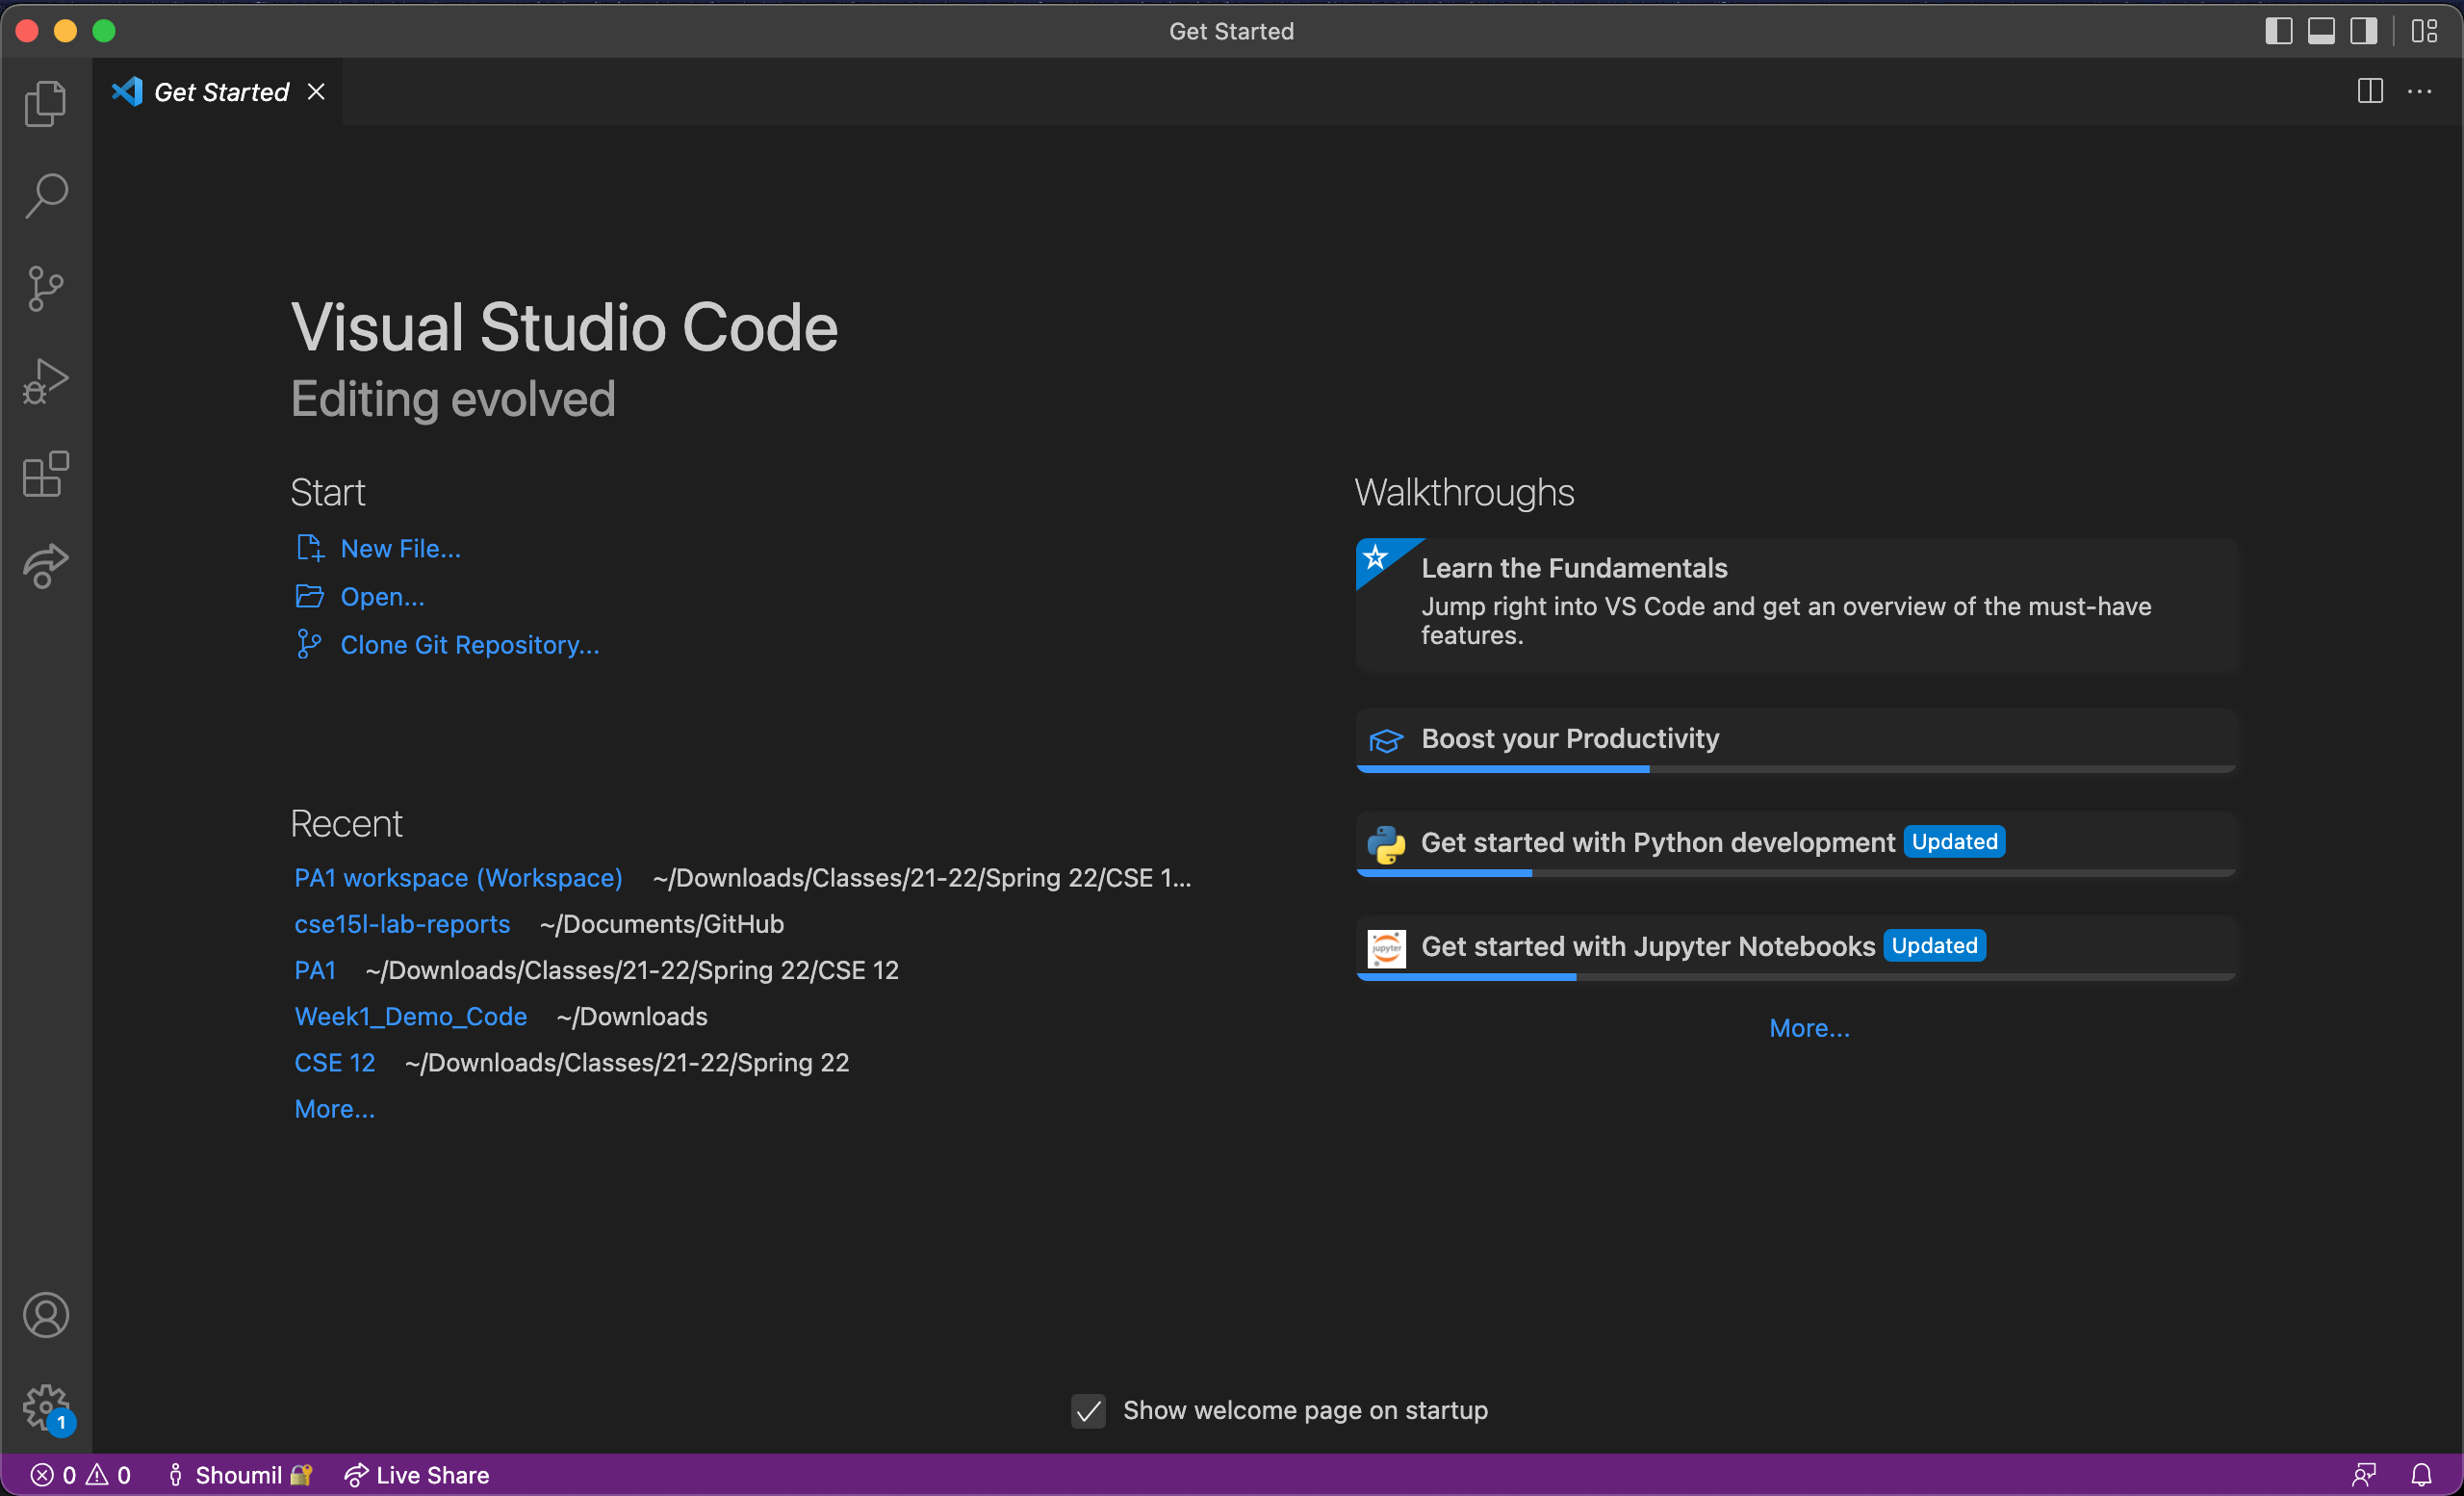 Get Started
Get Started
Visual Studio Code
Editing evolved
Start
New File...
Open...
Clone Git Repository...
Recent
PA1 workspace (Workspace) ~/Downloads/Classes/21-22/Spring 22/CSE 1...
cse15l-lab-reports ~/Documents/GitHub
PA1 ~/Downloads/Classes/21-22/Spring 22/CSE 12
Week1_Demo_Code ~/Downloads
CSE 12 ~/Downloads/Classes/21-22/Spring 22
More...
Walkthroughs
Learn the Fundamentals
Jump right into VS Code and get an overview of the must-have
features.
Boost your Productivity
Get started with Python development Updated
jupyter
Get started with Jupyter Notebooks Updated
More...
Show welcome page on startup
1
0 0 Shoumil Live Share